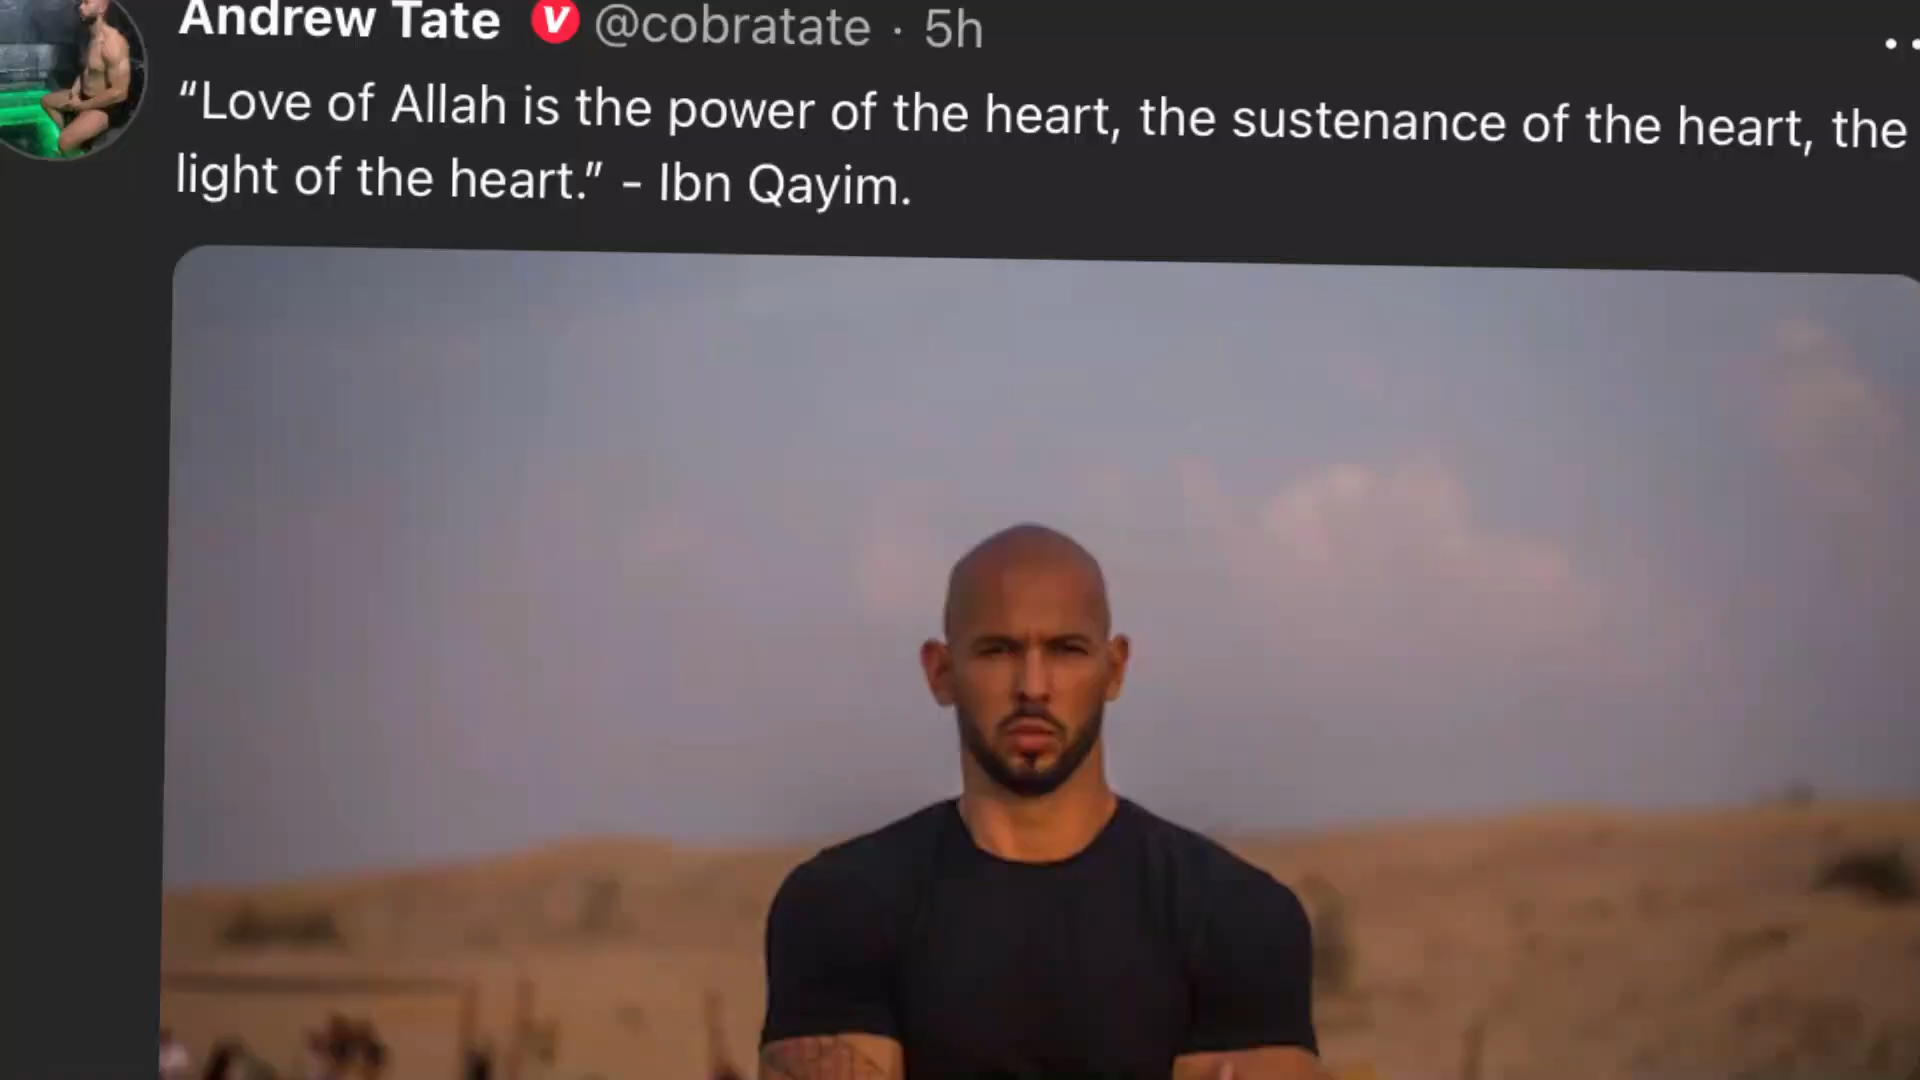 Andrew Tate V @cobratate · 5h
“Love of Allah is the power of the heart, the sustenance of the heart, the
light of the heart.” - Ibn Qayim.